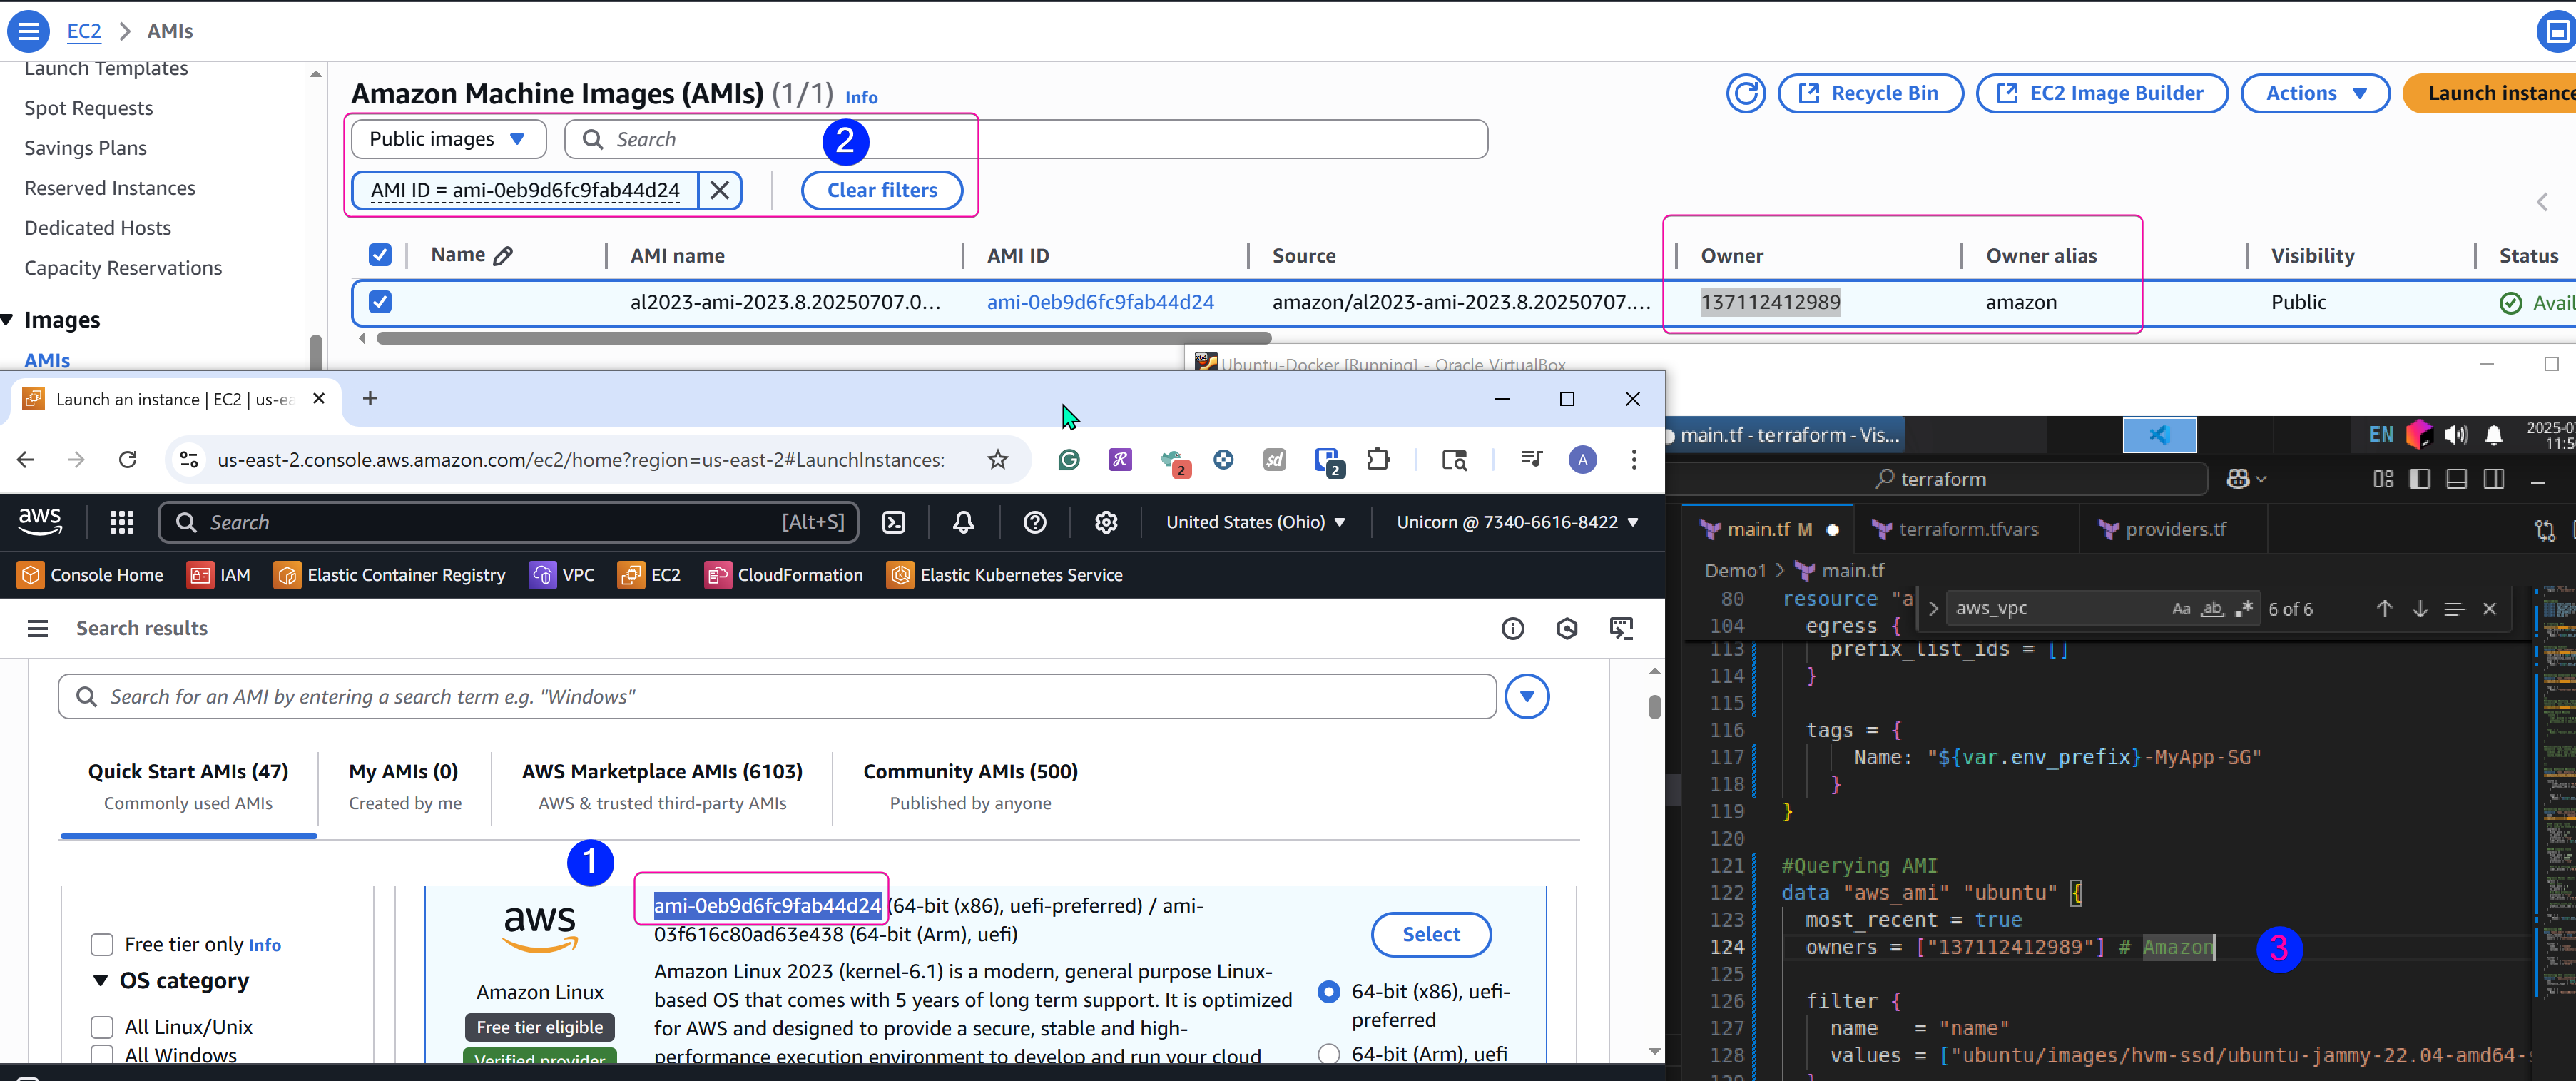 EC2 > AMIs
Launch Templates
Spot Requests
Savings Plans
Reserved Instances
Dedicated Hosts
Capacity Reservations
Images
AMIs
Amazon Machine Images (AMIs) (1/1) Info
Recycle Bin
EC2 Image Builder
Actions
Launch instance
Public images
Search
2
AMI ID = ami-0eb9d6fc9fab44d24
Clear filters
Name AMI name AMI ID Source Owner Owner alias Visibility Status
al2023-ami-2023.8.20250707.0... ami-0eb9d6fc9fab44d24 amazon/al2023-ami-2023.8.20250707.... 137112412989 amazon Public Avail
Ubuntu-Docker [Running] - Oracle VirtualBox
Launch an instance | EC2 | us-ea
us-east-2.console.aws.amazon.com/ec2/home?region=us-east-2#LaunchInstances:
2
sd
2
A
aws
Search [Alt+S]
United States (Ohio)
Unicorn @ 7340-6616-8422
Console Home IAM Elastic Container Registry VPC EC2 CloudFormation Elastic Kubernetes Service
Search results
Search for an AMI by entering a search term e.g. "Windows"
Quick Start AMIs (47) My AMIs (0) AWS Marketplace AMIs (6103) Community AMIs (500)
Commonly used AMIs Created by me AWS & trusted third-party AMIs Published by anyone
1
Free tier only Info
OS category
All Linux/Unix
All Windows
aws
Amazon Linux
Free tier eligible
Verified provider
ami-0eb9d6fc9fab44d24 (64-bit (x86), uefi-preferred) / ami-
03f616c80ad63e438 (64-bit (Arm), uefi)
Amazon Linux 2023 (kernel-6.1) is a modern, general purpose Linux-
based OS that comes with 5 years of long term support. It is optimized
for AWS and designed to provide a secure, stable and high-
performance execution environment to develop and run your cloud
Select
64-bit (x86), uefi-
preferred
64-bit (Arm), uefi
main.tf - terraform - Vis...
EN
2025-0
11:5
terraform
main.tf M terraform.tfvars providers.tf
Demo1 > main.tf
aws_vpc Aa ab 6 of 6
80 resource "a
104 egress {
113 prefix_list_ids = []
114 }
115
116 tags = {
117 Name: "${var.env_prefix}-MyApp-SG"
118 }
119 }
120
121 #Querying AMI
122 data "aws_ami" "ubuntu" {
123 most_recent = true
124 owners = ["137112412989"] # Amazon
3
125
126 filter {
127 name = "name"
128 values = ["ubuntu/images/hvm-ssd/ubuntu-jammy-22.04-amd64-s